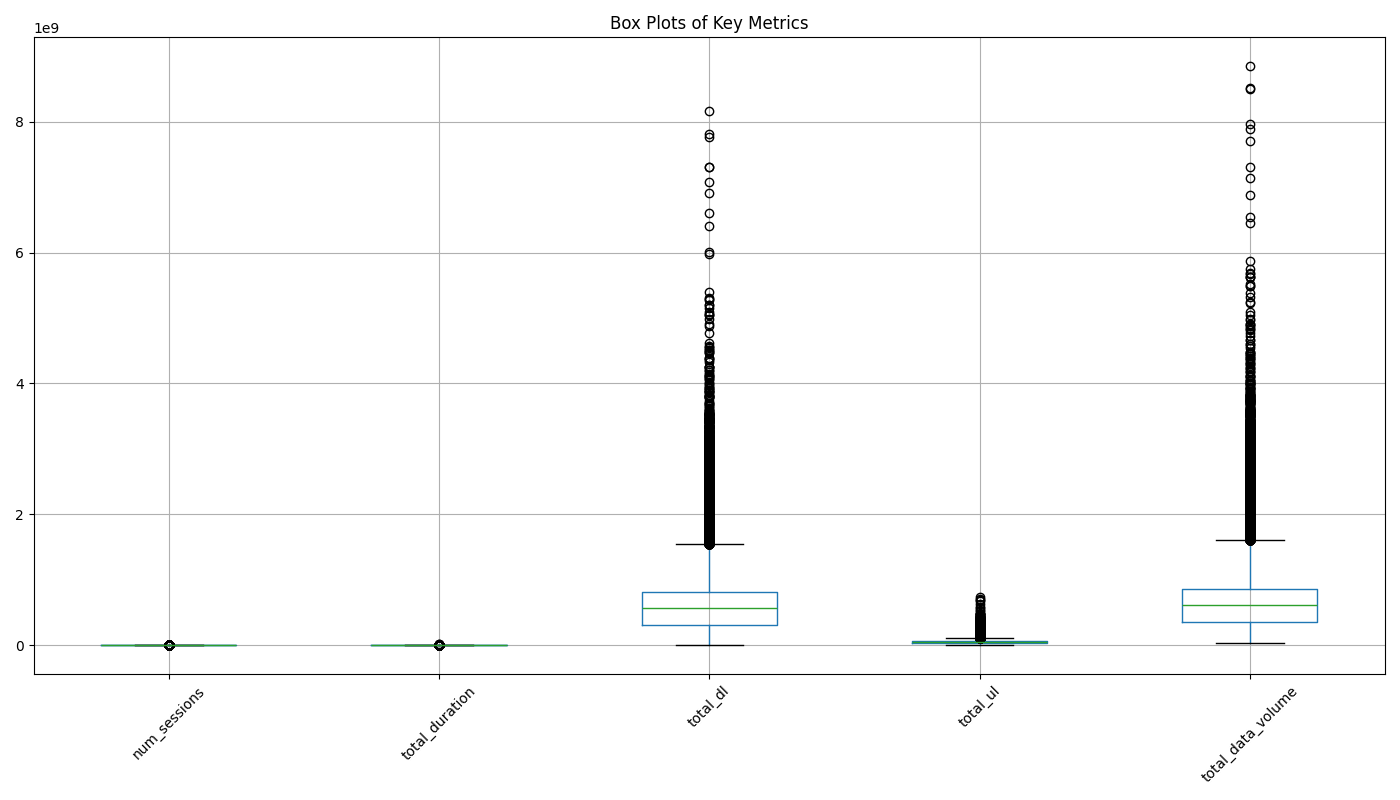 Box Plots of Key Metrics
1e9
8
6
4
2
0
num_sessions
total_duration
total_dl
total_ul
total_data_volume